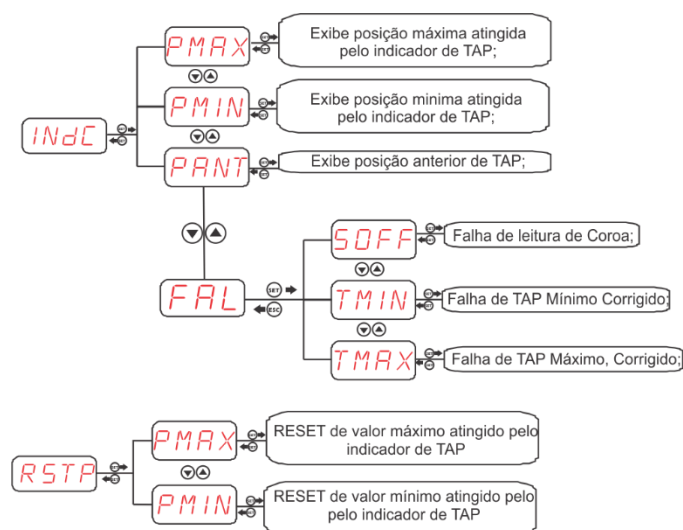 PMAX
Exibe posição máxima atingida
pelo indicador de TAP;
INdC
PMIN
Exibe posição minima atingida
pelo indicador de TAP;
PANT
Exibe posição anterior de TAP;
FAL
SET
ESC
SOFF
Falha de leitura de Coroa;
TMIN
Falha de TAP Mínimo Corrigido;
TMAX
Falha de TAP Máximo, Corrigido;
RSTP
PMAX
RESET de valor máximo atingido pelo
indicador de TAP
PMIN
RESET de valor mínimo atingido pelo
pelo indicador de TAP